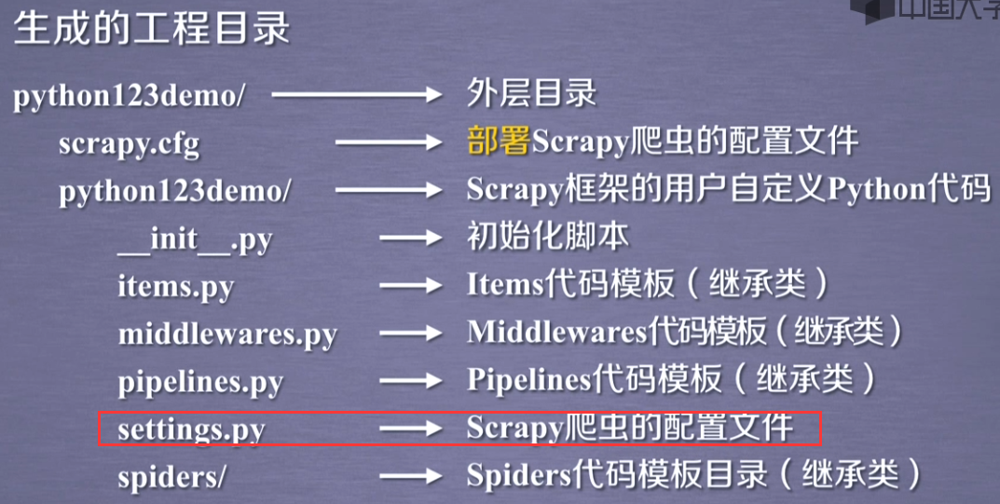 中国大学
生成的工程目录
python123demo/ 外层目录
scrapy.cfg 部署Scrapy爬虫的配置文件
python123demo/ Scrapy框架的用户自定义Python代码
__init__.py 初始化脚本
items.py Items代码模板（继承类）
middlewares.py Middlewares代码模板（继承类）
pipelines.py Pipelines代码模板（继承类）
settings.py Scrapy爬虫的配置文件
spiders/ Spiders代码模板目录（继承类）